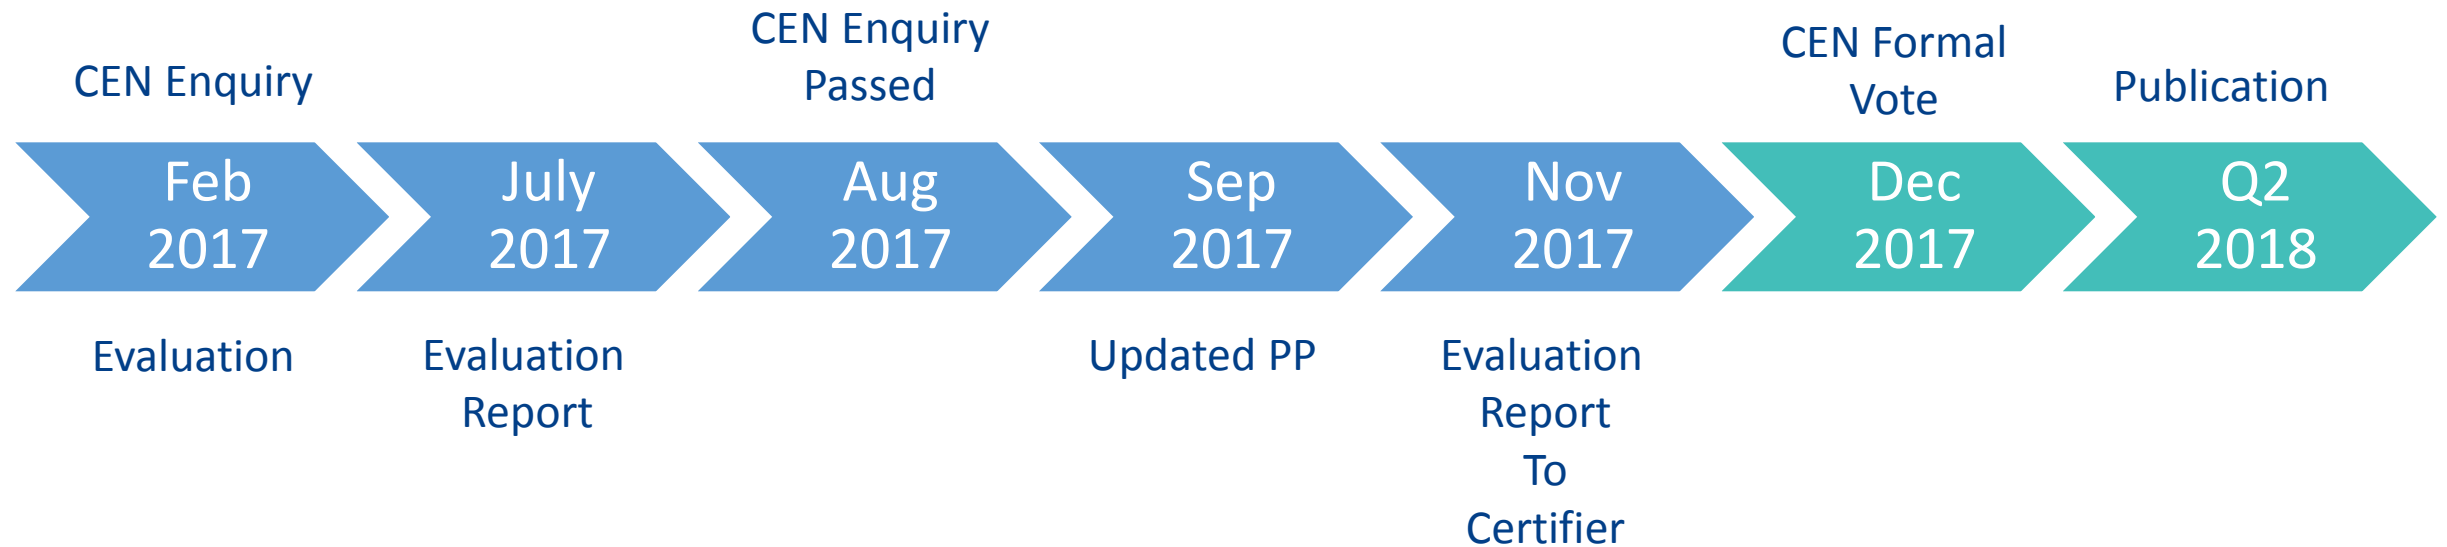 CEN Enquiry
CEN Enquiry
Passed
CEN Formal
Vote
Publication
Feb
2017
July
2017
Aug
2017
Sep
2017
Nov
2017
Dec
2017
Q2
2018
Evaluation
Evaluation
Report
Updated PP
Evaluation
Report
To
Certifier